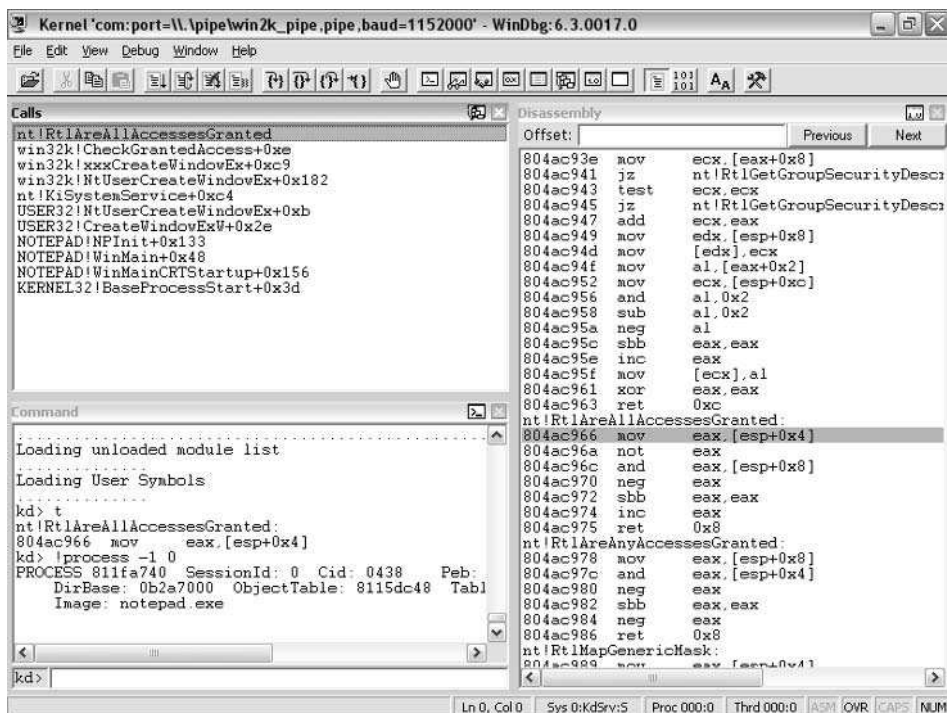 Kernel 'com:port=\\.\pipe\win2k_pipe,pipe,baud=1152000' - WinDbg:6.3.0017.0
File Edit View Debug Window Help
Calls
nt!RtlAreAllAccessesGranted
win32k!CheckGrantedAccess+0xe
win32k!xxxCreateWindowEx+0xc9
win32k!NtUserCreateWindowEx+0x182
nt!KiSystemService+0xc4
USER32!NtUserCreateWindowEx+0xb
USER32!CreateWindowExW+0x2e
NOTEPAD!NPInit+0x133
NOTEPAD!WinMain+0x48
NOTEPAD!WinMainCRTStartup+0x156
KERNEL32!BaseProcessStart+0x3d
Command
Loading unloaded module list
..............
Loading User Symbols
..............
kd> t
nt!RtlAreAllAccessesGranted:
804ac966 mov eax,[esp+0x4]
kd> !process -1 0
PROCESS 811fa740 SessionId: 0 Cid: 0438 Peb:
DirBase: 0b2a7000 ObjectTable: 8115dc48 Tabl
Image: notepad.exe
kd>
Disassembly
Offset: Previous Next
804ac93e mov ecx,[eax+0x8]
804ac941 jz nt!RtlGetGroupSecurityDescr
804ac943 test ecx,ecx
804ac945 jz nt!RtlGetGroupSecurityDescr
804ac947 add ecx,eax
804ac949 mov edx,[esp+0x8]
804ac94d mov [edx],ecx
804ac94f mov al,[eax+0x2]
804ac952 mov ecx,[esp+0xc]
804ac956 and al,0x2
804ac958 sub al,0x2
804ac95a neg al
804ac95c sbb eax,eax
804ac95e inc eax
804ac95f mov [ecx],al
804ac961 xor eax,eax
804ac963 ret 0xc
nt!RtlAreAllAccessesGranted:
804ac966 mov eax,[esp+0x4]
804ac96a not eax
804ac96c and eax,[esp+0x8]
804ac970 neg eax
804ac972 sbb eax,eax
804ac974 inc eax
804ac975 ret 0x8
nt!RtlAreAnyAccessesGranted:
804ac978 mov eax,[esp+0x8]
804ac97c and eax,[esp+0x4]
804ac980 neg eax
804ac982 sbb eax,eax
804ac984 neg eax
804ac986 ret 0x8
nt!RtlMapGenericMask:
804ac989 mov eax,[esp+0x4]
Ln 0, Col 0 Sys 0:KdSrv:S Proc 000:0 Thrd 000:0 ASM OVR CAPS NUM